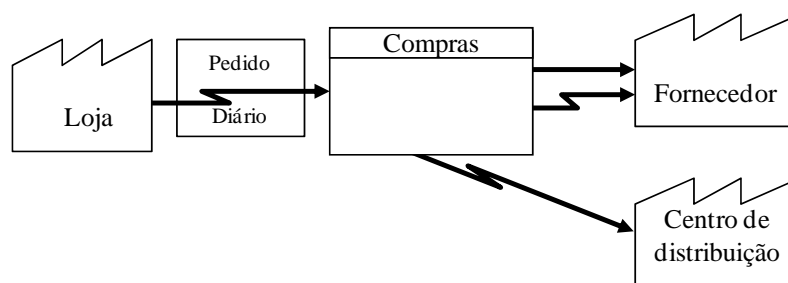 Loja
Pedido
Diário
Compras
Fornecedor
Centro de
distribuição